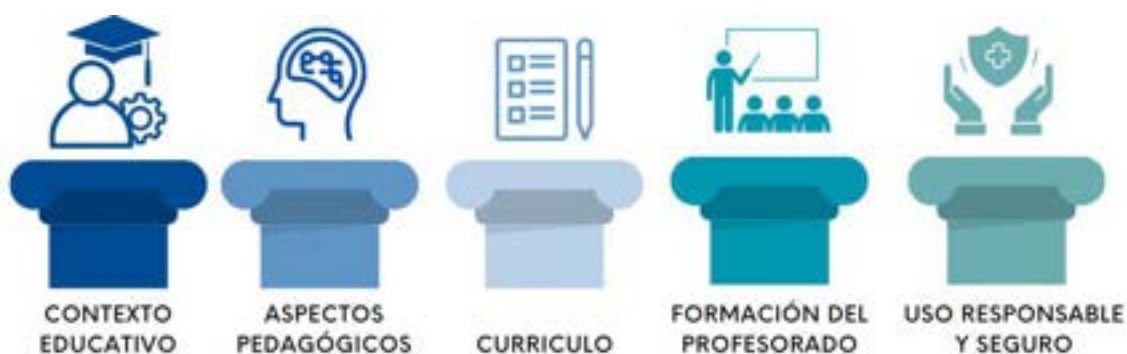 CONTEXTO
EDUCATIVO
ASPECTOS
PEDAGÓGICOS
CURRICULO
FORMACIÓN DEL
PROFESORADO
USO RESPONSABLE
Y SEGURO